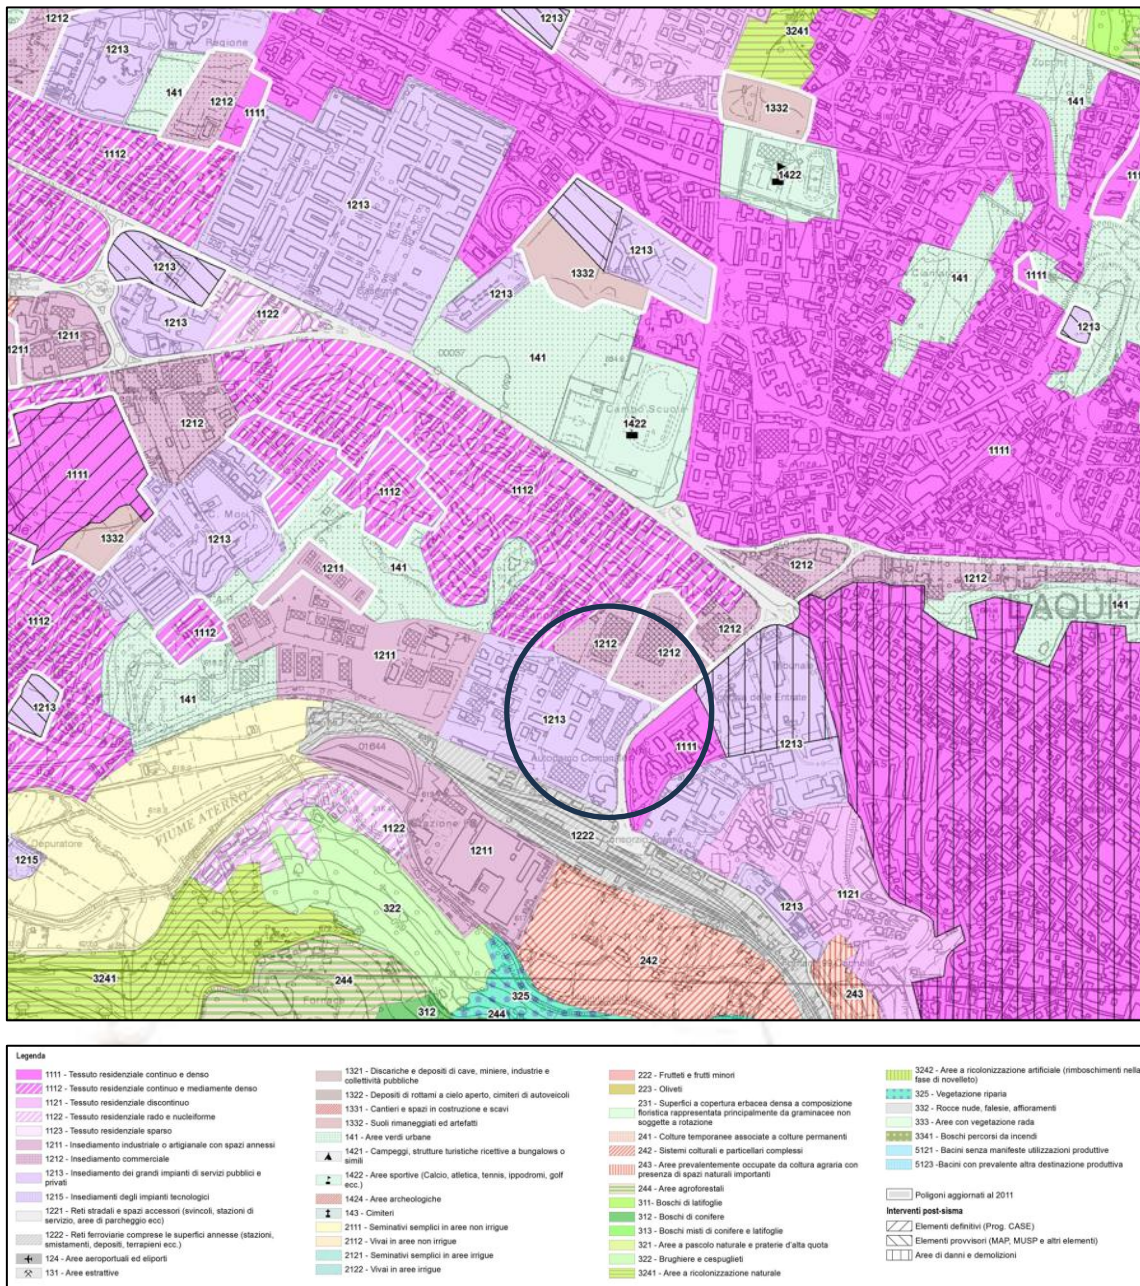 1212
1213
1213
3241
Regione
141
1212
1111
1332
141
1112
1422
111
1213
1213
141
1213
1332
1111
1213
1213
1213
1122
1211
1211
141
Campo Scuola
1422
1212
1111
1111
1112
1112
1332
1213
1212
1211
141
1212
141
L'AQUIL
1112
1112
1212
1212
1211
1212
Tribunale
141
1213
1213
1111
1213
01644
FIUME ATERNO
1122
1222
1211
Depuratore
1215
1213
1121
322
242
3241
244
325
243
312
244
Legenda
1111 - Tessuto residenziale continuo e denso
1112 - Tessuto residenziale continuo e mediamente denso
1121 - Tessuto residenziale discontinuo
1122 - Tessuto residenziale rado e nucleiforme
1123 - Tessuto residenziale sparso
1211 - Insediamento industriale o artigianale con spazi annessi
1212 - Insediamento commerciale
1213 - Insediamento dei grandi impianti di servizi pubblici e
privati
1215 - Insediamenti degli impianti tecnologici
1221 - Reti stradali e spazi accessori (svincoli, stazioni di
servizio, aree di parcheggio ecc)
1222 Reti ferroviarie comprese le superfici annesse (stazioni,
smistamenti, depositi, terrapieni ecc.)
124 - Aree aeroportuali ed eliporti
131 - Aree estrattive
1321 - Discariche e depositi di cave, miniere, industrie e
collettività pubbliche
1322 - Depositi di rottami a cielo aperto, cimiteri di autoveicoli
1331 - Cantieri e spazi in costruzione e scavi
1332 - Suoli rimaneggiati ed artefatti
141 - Aree verdi urbane
1421 - Campeggi, strutture turistiche ricettive a bungalows o
simili
1422 - Aree sportive (Calcio, atletica, tennis, ippodromi, golf
ecc.)
1424 - Aree archeologiche
143 - Cimiteri
2111 - Seminativi semplici in aree non irrigue
2112 - Vivai in aree non irrigue
2121 - Seminativi semplici in aree irrigue
2122 - Vivai in aree irrigue
222 - Frutteti e frutti minori
223 - Oliveti
231 - Superfici a copertura erbacea densa a composizione
floristica rappresentata principalmente da graminacee non
soggette a rotazione
241 - Colture temporanee associate a colture permanenti
242 - Sistemi colturali e particellari complessi
243 - Aree prevalentemente occupate da coltura agraria con
presenza di spazi naturali importanti
244 - Aree agroforestali
311- Boschi di latifoglie
312 - Boschi di conifere
313 - Boschi misti di conifere e latifoglie
321 - Aree a pascolo naturale e praterie d'alta quota
322 - Brughiere e cespuglieti
3241 - Aree a ricolonizzazione naturale
3242 - Aree a ricolonizzazione artificiale (rimboschimenti nella
fase di novelleto)
325 - Vegetazione riparia
332 - Rocce nude, falesie, affioramenti
333 - Aree con vegetazione rada
3341 - Boschi percorsi da incendi
5121 - Bacini senza manifeste utilizzazioni produttive
5123 -Bacini con prevalente altra destinazione produttiva
Poligoni aggiornati al 2011
Interventi post-sisma
Elementi definitivi (Prog. CASE)
Elementi provvisori (MAP, MUSP e altri elementi)
Aree di danni e demolizioni